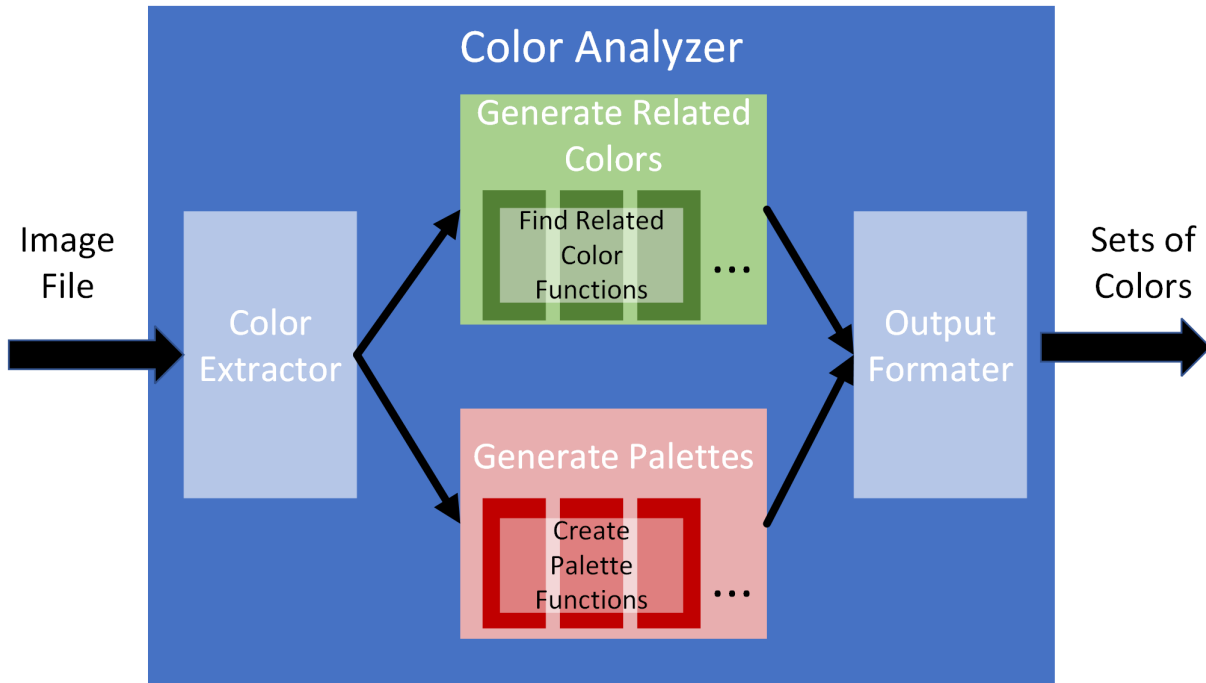 Color Analyzer
Image
File
Color
Extractor
Generate Related
Colors
Find Related
Color
Functions
...
Generate Palettes
Create
Palette
Functions
...
Output
Formater
Sets of
Colors